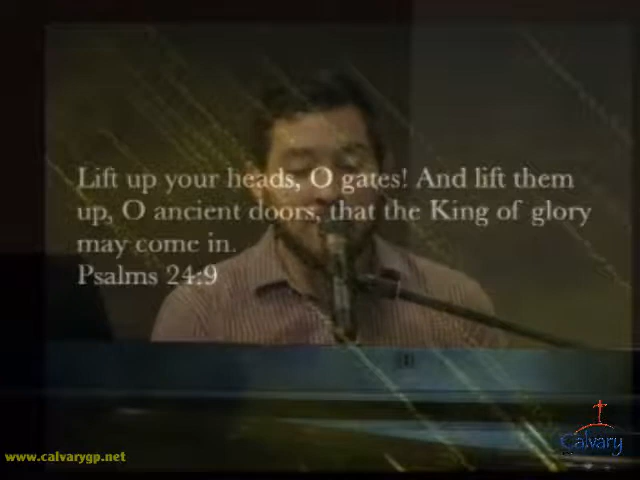 Lift up your heads, O gates! And lift them
up, O ancient doors, that the King of glory
may come in.
Psalms 24:9
Calvary
www.calvarygp.net